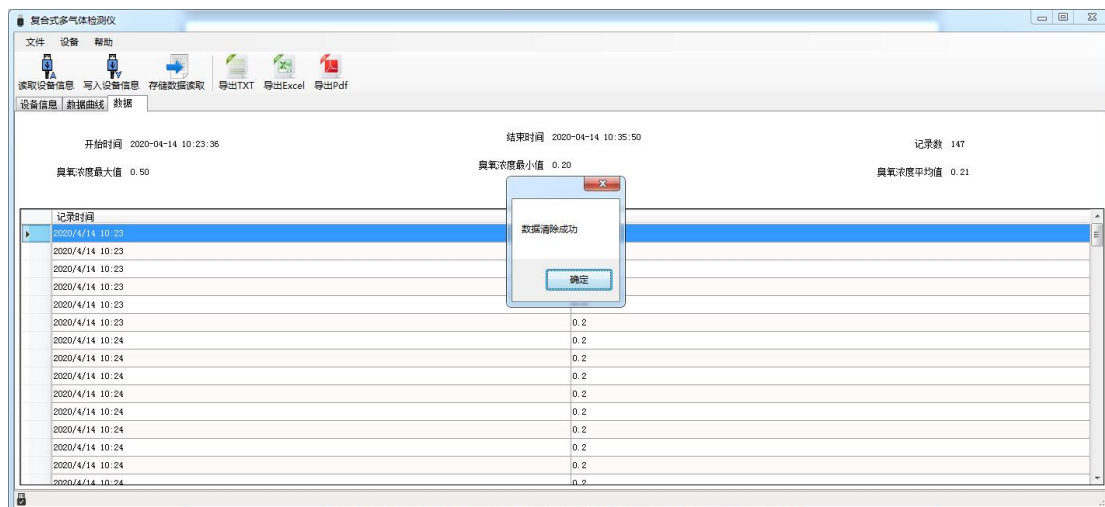 复合式多气体检测仪
文件 设备 帮助
读取设备信息 写入设备信息 存储数据读取 导出TXT 导出Excel 导出Pdf
设备信息 数据曲线 数据
开始时间 2020-04-14 10:23:36 结束时间 2020-04-14 10:35:50 记录数 147
臭氧浓度最大值 0.50 臭氧浓度最小值 0.20 臭氧浓度平均值 0.21
记录时间
2020/4/14 10:23
数据清除成功
2020/4/14 10:23
2020/4/14 10:23
2020/4/14 10:23
确定
2020/4/14 10:23
2020/4/14 10:23 0.2
2020/4/14 10:24 0.2
2020/4/14 10:24 0.2
2020/4/14 10:24 0.2
2020/4/14 10:24 0.2
2020/4/14 10:24 0.2
2020/4/14 10:24 0.2
2020/4/14 10:24 0.2
2020/4/14 10:24 0.2
2020/4/14 10:24 0.2